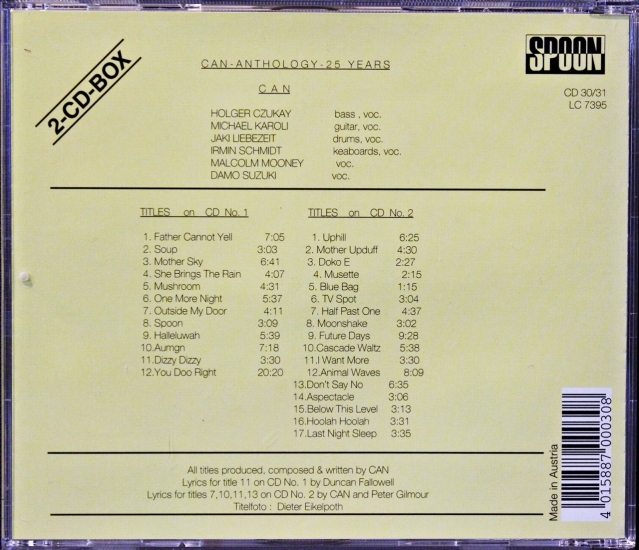 2-CD-BOX
CAN-ANTHOLOGY-25 YEARS
SPOON
CD 30/31
LC 7395
CAN
HOLGER CZUKAY bass , voc.
MICHAEL KAROLI guitar, voc.
JAKI LIEBEZEIT drums, voc.
IRMIN SCHMIDT keaboards, voc.
MALCOLM MOONEY voc.
DAMO SUZUKI voc.
TITLES on CD No. 1
1. Father Cannot Yell 7:05
2. Soup 3:03
3. Mother Sky 6:41
4. She Brings The Rain 4:07
5. Mushroom 4:31
6. One More Night 5:37
7. Outside My Door 4:11
8. Spoon 3:09
9. Halleluwah 5:39
10.Aumgn 7:18
11.Dizzy Dizzy 3:30
12.You Doo Right 20:20
TITLES on CD No. 2
1. Uphill 6:25
2. Mother Upduff 4:30
3. Doko E 2:27
4. Musette 2:15
5. Blue Bag 1:15
6. TV Spot 3:04
7. Half Past One 4:37
8. Moonshake 3:02
9. Future Days 9:28
10.Cascade Waltz 5:38
11.I Want More 3:30
12.Animal Waves 8:09
13.Don't Say No 6:35
14.Aspectacle 3:06
15.Below This Level 3:13
16.Hoolah Hoolah 3:31
17.Last Night Sleep 3:35
All titles produced, composed & written by CAN
Lyrics for title 11 on CD No. 1 by Duncan Fallowell
Lyrics for titles 7,10,11,13 on CD No. 2 by CAN and Peter Gilmour
Titelfoto : Dieter Eikelpoth
Made in Austria
4 015887 000308